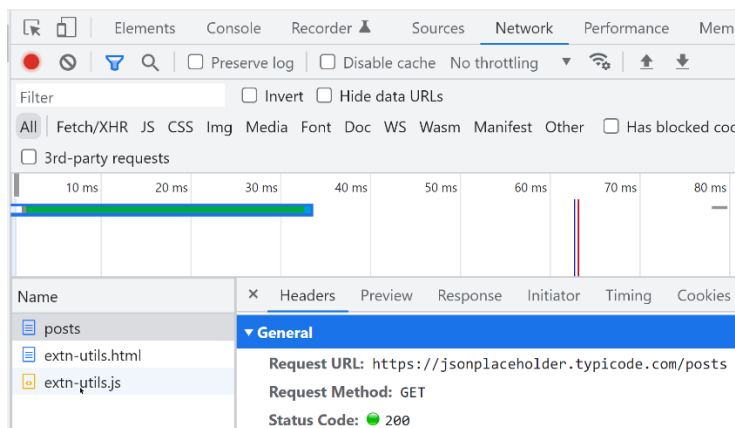 Elements Console Recorder Sources Network Performance Mem
Preserve log Disable cache No throttling
Filter Invert Hide data URLs
All Fetch/XHR JS CSS Img Media Font Doc WS Wasm Manifest Other Has blocked coo
3rd-party requests
10 ms 20 ms 30 ms 40 ms 50 ms 60 ms 70 ms 80 ms
Name × Headers Preview Response Initiator Timing Cookies
posts
General
extn-utils.html
Request URL: https://jsonplaceholder.typicode.com/posts
extn-utils.js
Request Method: GET
Status Code: 200